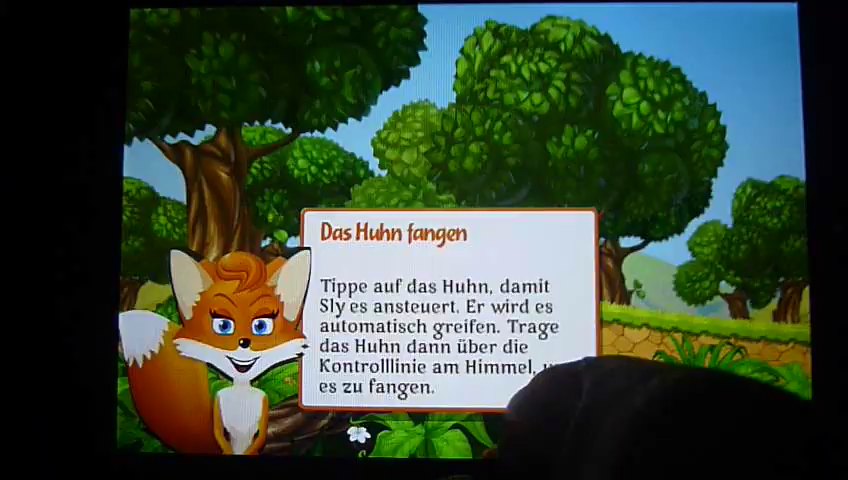 Das Huhn fangen
Tippe auf das Huhn, damit
Sly es ansteuert. Er wird es
automatisch greifen. Trage
das Huhn dann über die
Kontrolllinie am Himmel,
es zu fangen.